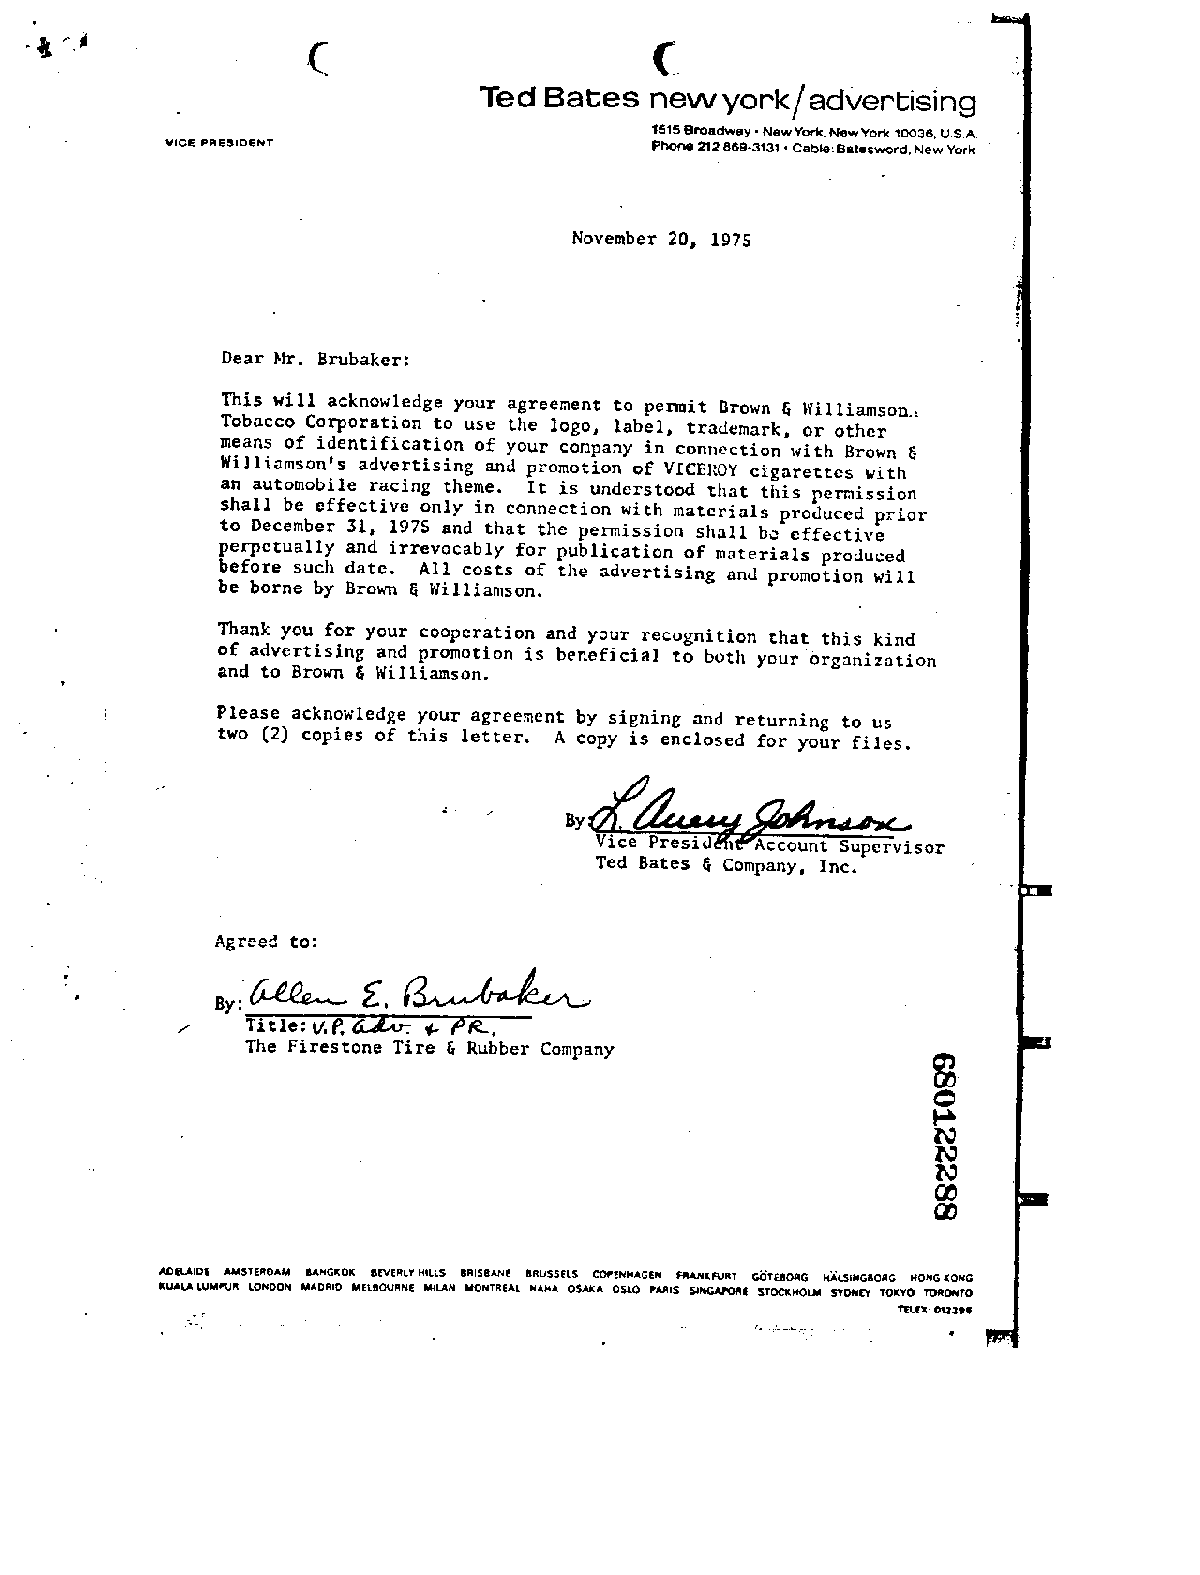 Ted Bates new york/advertising
1515 Broadway • New York, New York 10036, U.S.A.
VICE PRESIDENT
Phone 212 869-3131 • Cable: Batesword, New York
November 20, 1975
Dear Mr. Brubaker:
This will acknowledge your agreement to permit Brown & Williamson
Tobacco Corporation to use the logo, label, trademark, or other
means of identification of your company in connection with Brown &
Williamson's advertising and promotion of VICEROY cigarettes with
an automobile racing theme. It is understood that this permission
shall be effective only in connection with materials produced prior
to December 31, 1975 and that the permission shall be effective
perpetually and irrevocably for publication of materials produced
before such date. All costs of the advertising and promotion will
be borne by Brown & Williamson.
Thank you for your cooperation and your recognition that this kind
of advertising and promotion is beneficial to both your organization
and to Brown & Williamson.
Please acknowledge your agreement by signing and returning to us
two (2) copies of this letter. A copy is enclosed for your files.
By: L. Avery Johnson
Vice President Account Supervisor
Ted Bates & Company, Inc.
Agreed to:
By: Allen E. Brubaker
Title: V.P. Adv. & PR.
The Firestone Tire & Rubber Company
680122288
ADELAIDE AMSTERDAM BANGKOK BEVERLY HILLS BRISBANE BRUSSELS COPENHAGEN FRANKFURT GÖTEBORG HÄLSINGBORG HONG KONG
KUALA LUMPUR LONDON MADRID MELBOURNE MILAN MONTREAL NAHA OSAKA OSLO PARIS SINGAPORE STOCKHOLM SYDNEY TOKYO TORONTO
TELEX